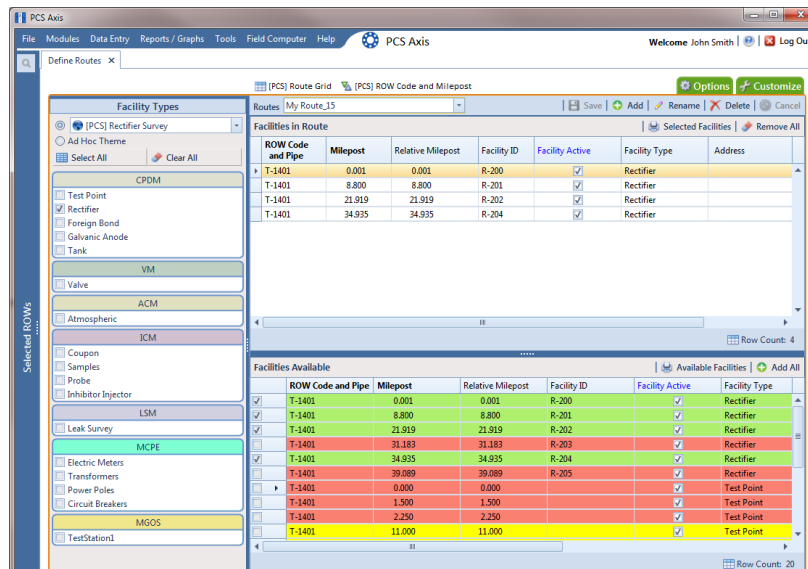 PCS Axis
File Modules Data Entry Reports / Graphs Tools Field Computer Help PCS Axis Welcome John Smith Log Ou
Define Routes
[PCS] Route Grid [PCS] ROW Code and Milepost Options Customize
Selected ROWs
Facility Types
[PCS] Rectifier Survey
Ad Hoc Theme
Select All Clear All
CPDM
Test Point
Rectifier
Foreign Bond
Galvanic Anode
Tank
VM
Valve
ACM
Atmospheric
ICM
Coupon
Samples
Probe
Inhibitor Injector
LSM
Leak Survey
MCPE
Electric Meters
Transformers
Power Poles
Circuit Breakers
MGOS
TestStation1
Routes My Route_15 Save Add Rename Delete Cancel
Facilities in Route Selected Facilities Remove All
ROW Code and Pipe Milepost Relative Milepost Facility ID Facility Active Facility Type Address
T-1401 0.001 0.001 R-200 Rectifier
T-1401 8.800 8.800 R-201 Rectifier
T-1401 21.919 21.919 R-202 Rectifier
T-1401 34.935 34.935 R-204 Rectifier
Row Count: 4
Facilities Available Available Facilities Add All
ROW Code and Pipe Milepost Relative Milepost Facility ID Facility Active Facility Type
T-1401 0.001 0.001 R-200 Rectifier
T-1401 8.800 8.800 R-201 Rectifier
T-1401 21.919 21.919 R-202 Rectifier
T-1401 31.183 31.183 R-203 Rectifier
T-1401 34.935 34.935 R-204 Rectifier
T-1401 39.089 39.089 R-205 Rectifier
T-1401 0.000 0.000 Test Point
T-1401 1.500 1.500 Test Point
T-1401 2.250 2.250 Test Point
T-1401 11.000 11.000 Test Point
Row Count: 20